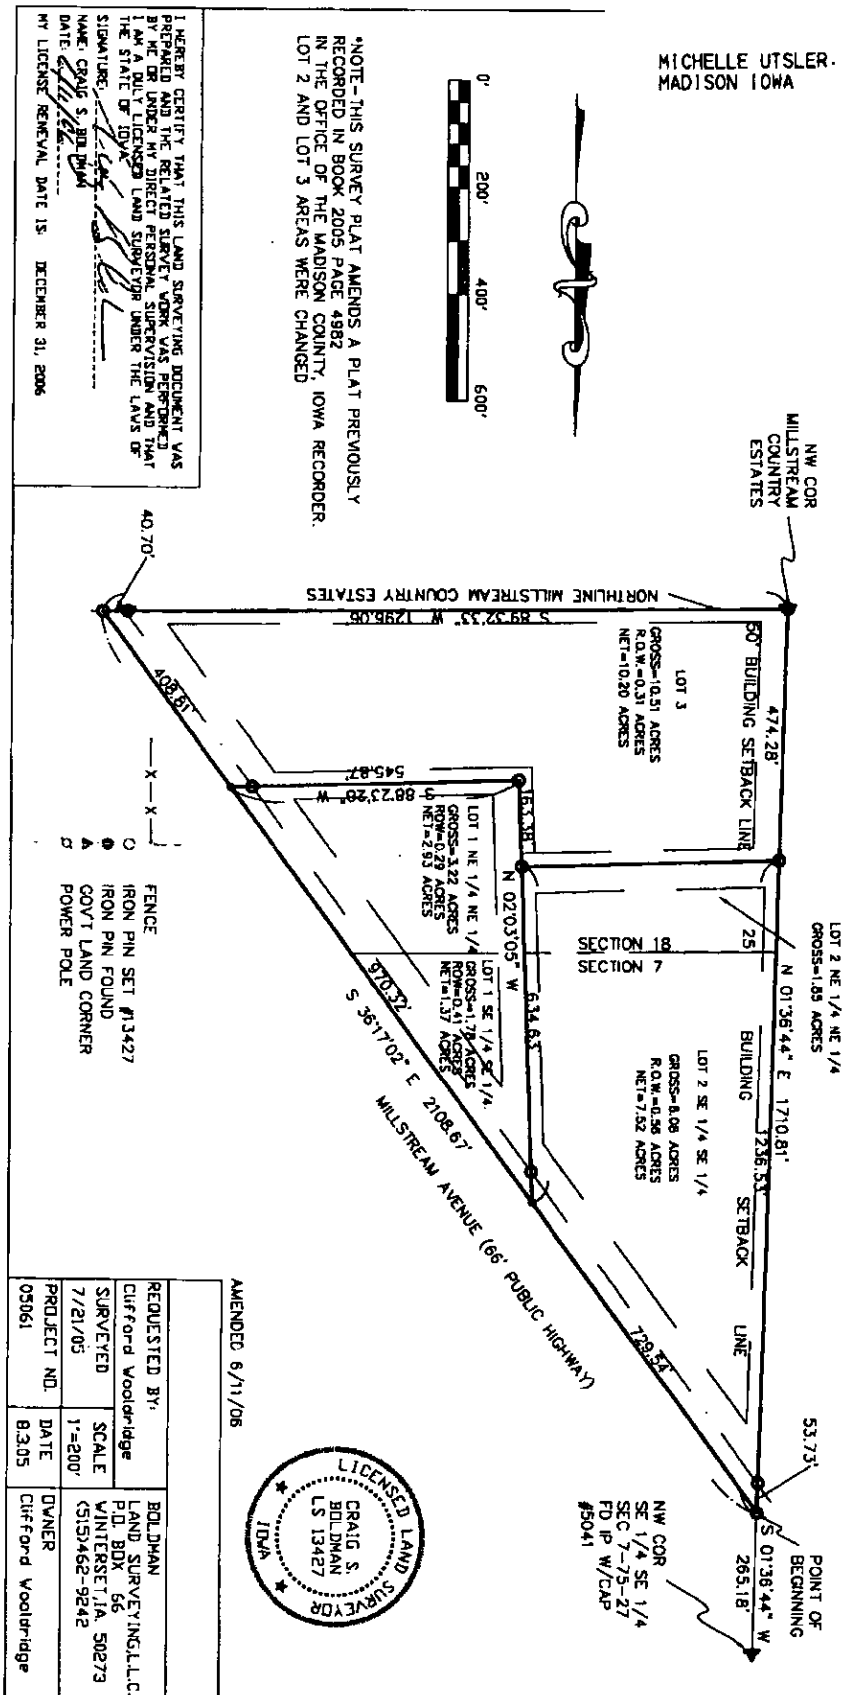 MICHELLE UTSLER.
MADISON IOWA
0'
200'
400'
600'
*NOTE-THIS SURVEY PLAT AMENDS A PLAT PREVIOUSLY
RECORDED IN BOOK 2005 PAGE 4982
IN THE OFFICE OF THE MADISON COUNTY, IOWA RECORDER.
LOT 2 AND LOT 3 AREAS WERE CHANGED
I HEREBY CERTIFY THAT THIS LAND SURVEYING DOCUMENT WAS
PREPARED AND THE RELATED SURVEY WORK WAS PERFORMED
BY ME OR UNDER MY DIRECT PERSONAL SUPERVISION AND THAT
I AM A DULY LICENSED LAND SURVEYOR UNDER THE LAWS OF
THE STATE OF IOWA
SIGNATURE:
NAME: CRAIG S. BOLDMAN
DATE:
MY LICENSE RENEWAL DATE IS: DECEMBER 31, 2006
NW COR
MILLSTREAM
COUNTRY
ESTATES
40.70'
NORTHLINE MILLSTREAM COUNTRY ESTATES
S 89°32'33" W 1296.06'
50' BUILDING SETBACK LINE
474.28'
LOT 3
GROSS=10.51 ACRES
R.O.W.=0.31 ACRES
NET=10.20 ACRES
408.81'
545.87'
S 88°23'28" W
163.38'
LOT 1 NE 1/4 NE 1/4
GROSS=3.22 ACRES
ROW=0.29 ACRES
NET=2.93 ACRES
LOT 1 SE 1/4 SE 1/4
GROSS=1.78 ACRES
ROW=0.41 ACRES
NET=1.37 ACRES
N 02°03'05" W
634.63'
SECTION 18
SECTION 7
LOT 2 NE 1/4 NE 1/4
GROSS=1.85 ACRES
N 01°36'44" E 1710.81'
1236.53'
25
BUILDING
SETBACK
LINE
LOT 2 SE 1/4 SE 1/4
GROSS=8.08 ACRES
R.O.W.=0.56 ACRES
NET=7.52 ACRES
970.32'
S 36°17'02" E 2108.67'
MILLSTREAM AVENUE (66' PUBLIC HIGHWAY)
729.54'
53.73'
POINT OF
BEGINNING
S 01°36'44" W
265.18'
NW COR
SE 1/4 SE 1/4
SEC 7-75-27
FD IP W/CAP
#5041
X X FENCE
IRON PIN SET #13427
IRON PIN FOUND
GOV'T LAND CORNER
POWER POLE
LICENSED LAND SURVEYOR
CRAIG S.
BOLDMAN
LS 13427
IOWA
AMENDED 6/11/06
REQUESTED BY:
Clifford Wooldridge
SURVEYED
7/21/05
SCALE
1"=200'
PROJECT NO.
05061
DATE
8.3.05
BOLDMAN
LAND SURVEYING,L.L.C.
P.O. BOX 66
WINTERSET,IA. 50273
(515)462-9242
OWNER
Clifford Wooldridge